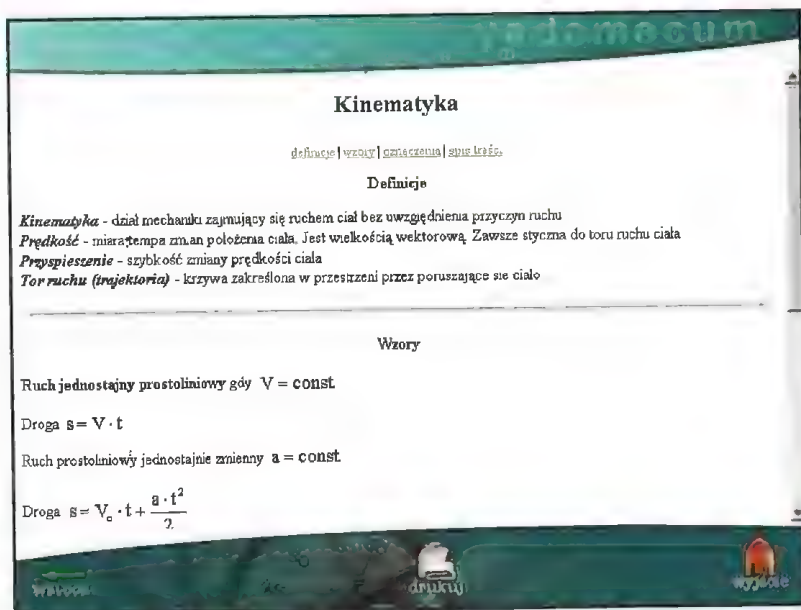 vademecum
Kinematyka
definicje | wzory | oznaczenia | spis treści
Definicje
Kinematyka - dział mechaniki zajmujący się ruchem ciał bez uwzględnienia przyczyn ruchu
Prędkość - miara tempa zmian położenia ciała. Jest wielkością wektorową. Zawsze styczna do toru ruchu ciała
Przyspieszenie - szybkość zmiany prędkości ciała
Tor ruchu (trajektoria) - krzywa zakreślona w przestrzeni przez poruszające sie ciało
Wzory
Ruch jednostajny prostoliniowy gdy V = const
Droga s = V · t
Ruch prostoliniowy jednostajnie zmienny a = const
Droga s = V₀ · t + a · t² / 2
drukuj
wyjście